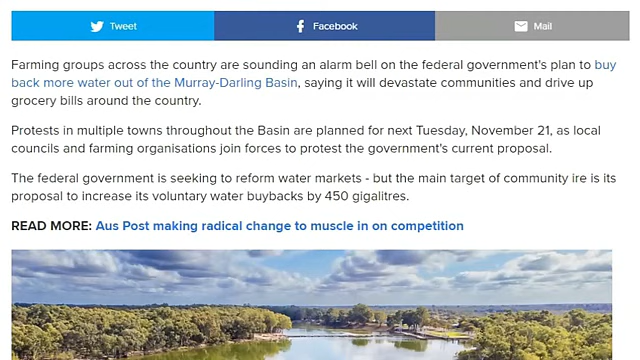 Tweet
Facebook
Mail
Farming groups across the country are sounding an alarm bell on the federal government's plan to buy
back more water out of the Murray-Darling Basin, saying it will devastate communities and drive up
grocery bills around the country.
Protests in multiple towns throughout the Basin are planned for next Tuesday, November 21, as local
councils and farming organisations join forces to protest the government's current proposal.
The federal government is seeking to reform water markets - but the main target of community ire is its
proposal to increase its voluntary water buybacks by 450 gigalitres.
READ MORE: Aus Post making radical change to muscle in on competition